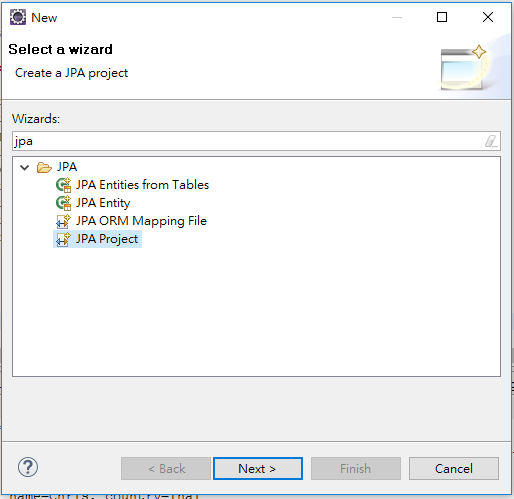 New
Select a wizard
Create a JPA project
Wizards:
jpa
JPA
JPA Entities from Tables
JPA Entity
JPA ORM Mapping File
JPA Project
< Back
Next >
Finish
Cancel